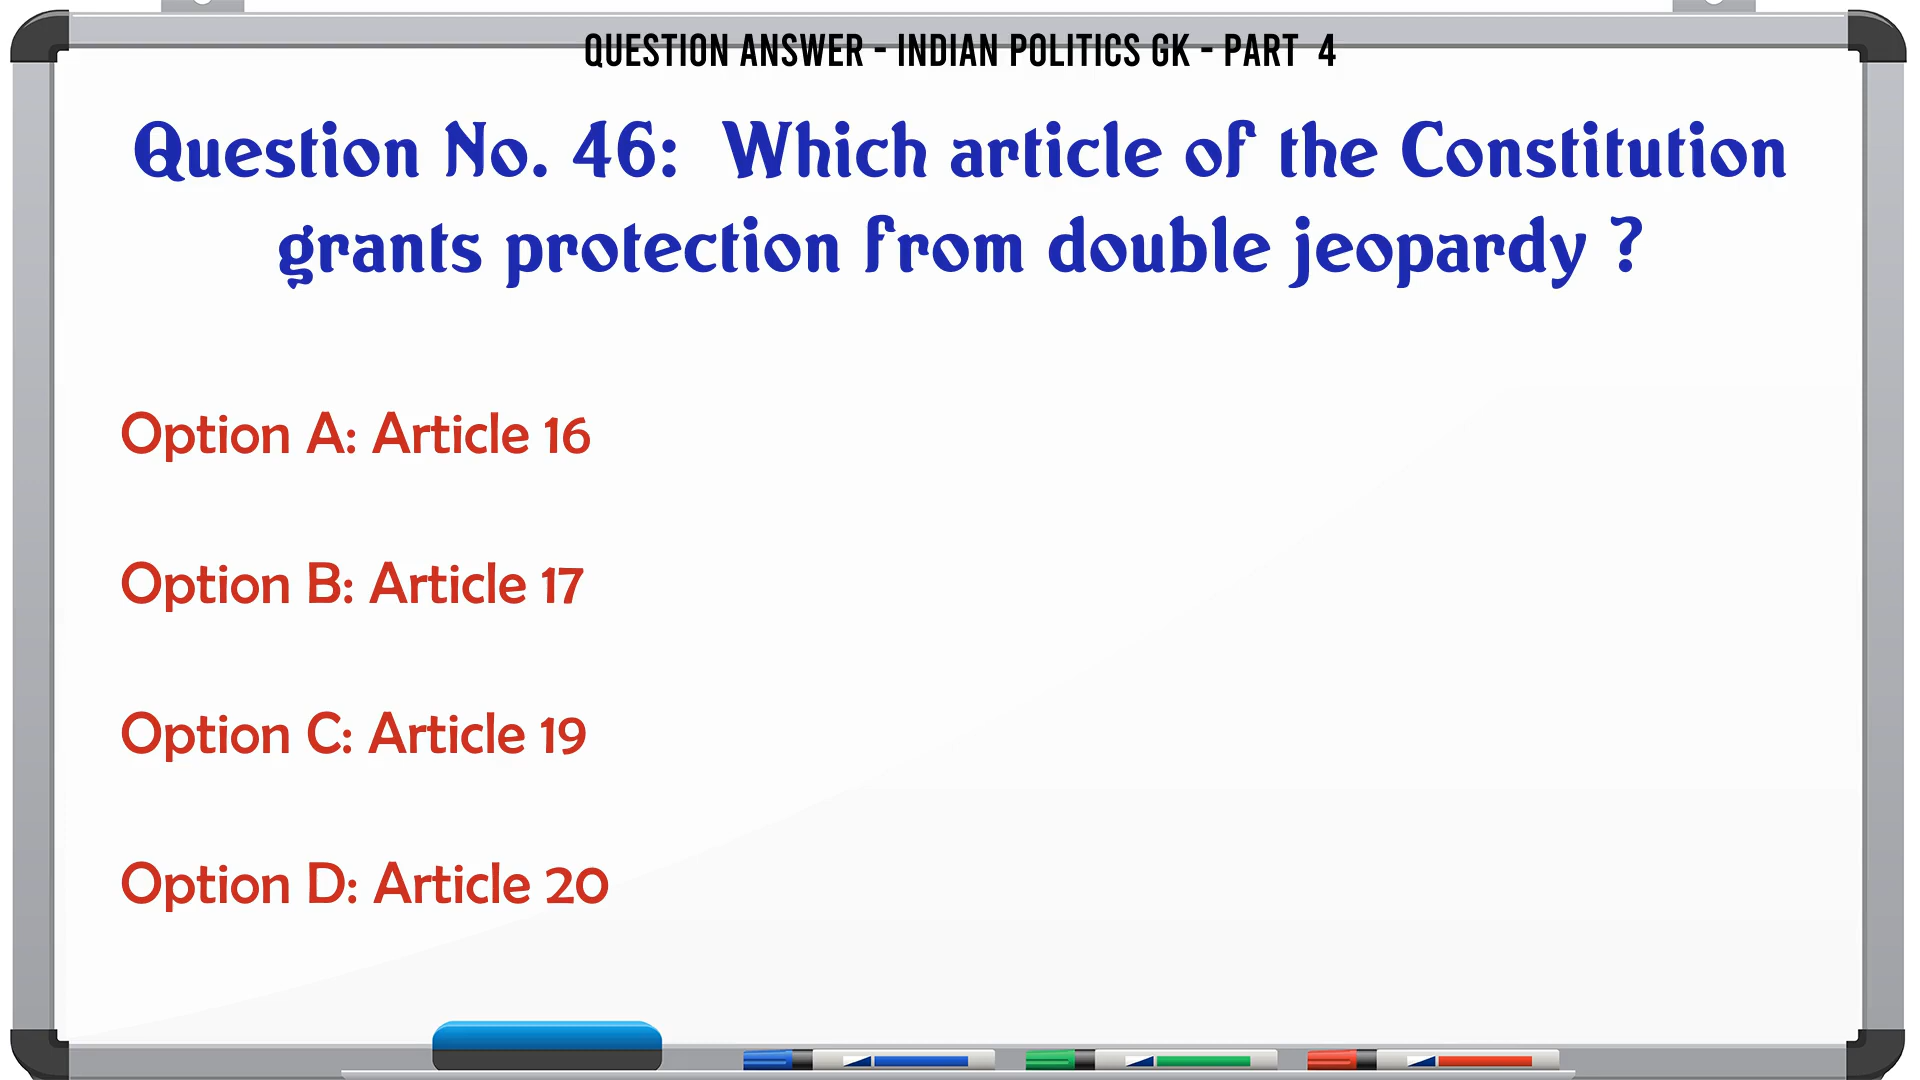 QUESTION ANSWER - INDIAN POLITICS GK - PART 4
Question No. 46: Which article of the Constitution
grants protection from double jeopardy ?
Option A: Article 16
Option B: Article 17
Option C: Article 19
Option D: Article 20